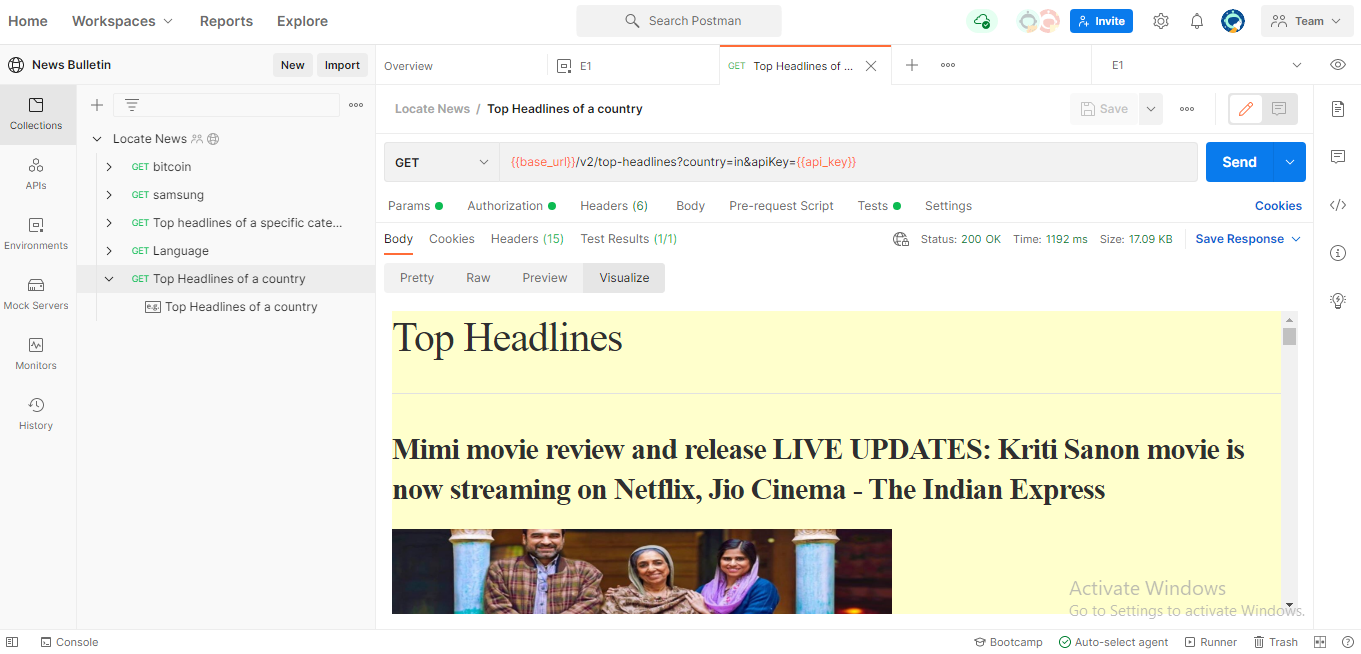 Home Workspaces Reports Explore Search Postman Invite Team
News Bulletin New Import Overview E1 GET Top Headlines of ... E1
Collections
Locate News / Top Headlines of a country Save
Locate News
GET bitcoin
GET {{base_url}}/v2/top-headlines?country=in&apiKey={{api_key}} Send
APIs
GET samsung
Params Authorization Headers (6) Body Pre-request Script Tests Settings Cookies
GET Top headlines of a specific cate...
Environments
GET Language
Body Cookies Headers (15) Test Results (1/1) Status: 200 OK Time: 1192 ms Size: 17.09 KB Save Response
GET Top Headlines of a country
Pretty Raw Preview Visualize
Mock Servers
e.g. Top Headlines of a country
Top Headlines
Monitors
History
Mimi movie review and release LIVE UPDATES: Kriti Sanon movie is
now streaming on Netflix, Jio Cinema - The Indian Express
Activate Windows
Go to Settings to activate Windows.
Console Bootcamp Auto-select agent Runner Trash